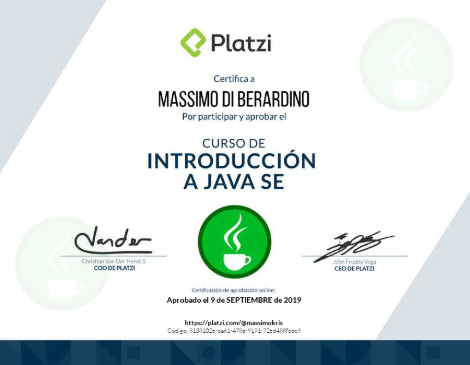 Platzi
Certifica a
MASSIMO DI BERARDINO
Por participar y aprobar el
CURSO DE
INTRODUCCIÓN
A JAVA SE
Christian Van Der Henst S
COO DE PLATZI
John Freddy Vega
CEO DE PLATZI
Certificación de aprobación online:
Aprobado el 9 de SEPTIEMBRE de 2019
https://platzi.com/@massimokris
Código: